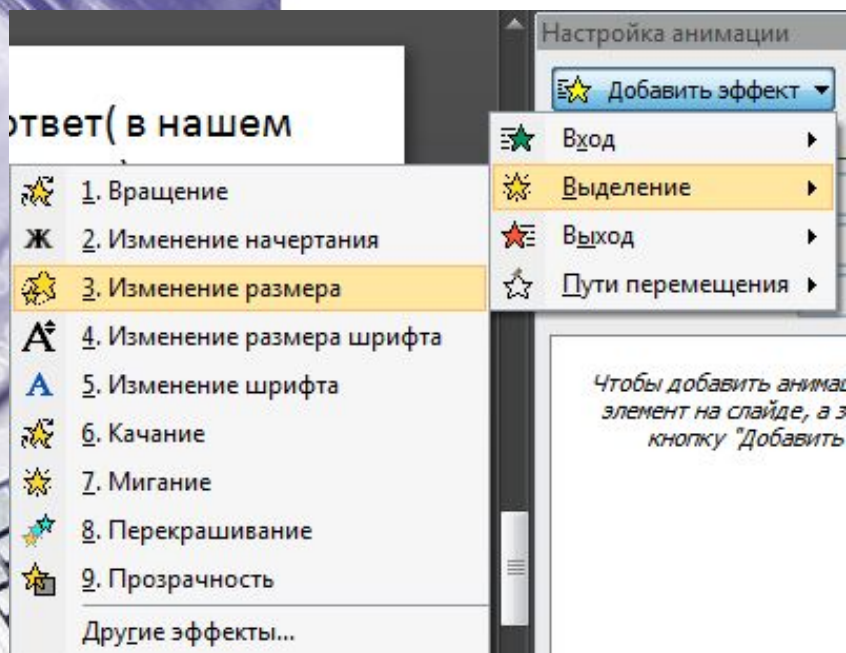 Настройка анимации
Добавить эффект
ответ( в нашем
Вход
Выделение
Выход
Пути перемещения
1. Вращение
2. Изменение начертания
3. Изменение размера
4. Изменение размера шрифта
5. Изменение шрифта
6. Качание
7. Мигание
8. Перекрашивание
9. Прозрачность
Другие эффекты...
Чтобы добавить
элемент на слайде, а
кнопку "Добавить